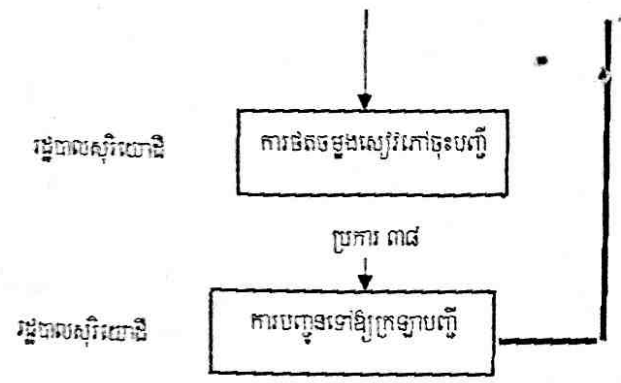 រដ្ឋបាលសុរិយោដី ការថតចម្លងសៀវភៅចុះបញ្ជី
ប្រការ ៣៨
រដ្ឋបាលសុរិយោដី ការបញ្ជូនទៅឱ្យក្រឡាបញ្ជី